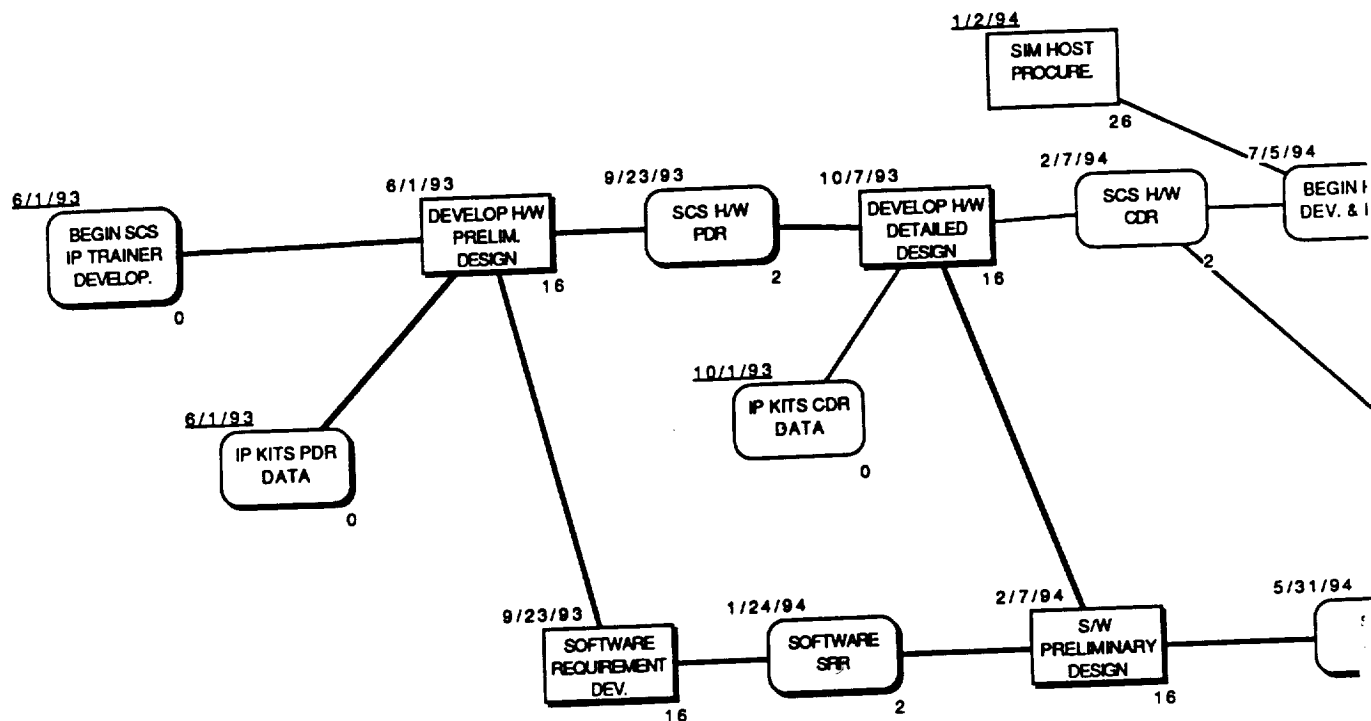 1/2/94
SIM HOST
PROCURE.
26
6/1/93
BEGIN SCS
IP TRAINER
DEVELOP.
0
6/1/93
DEVELOP H/W
PRELIM.
DESIGN
16
9/23/93
SCS H/W
PDR
2
10/7/93
DEVELOP H/W
DETAILED
DESIGN
16
2/7/94
SCS H/W
CDR
2
7/5/94
BEGIN
DEV. &
6/1/93
IP KITS PDR
DATA
0
10/1/93
IP KITS CDR
DATA
0
9/23/93
SOFTWARE
REQUIREMENT
DEV.
16
1/24/94
SOFTWARE
SRR
2
2/7/94
S/W
PRELIMINARY
DESIGN
16
5/31/94